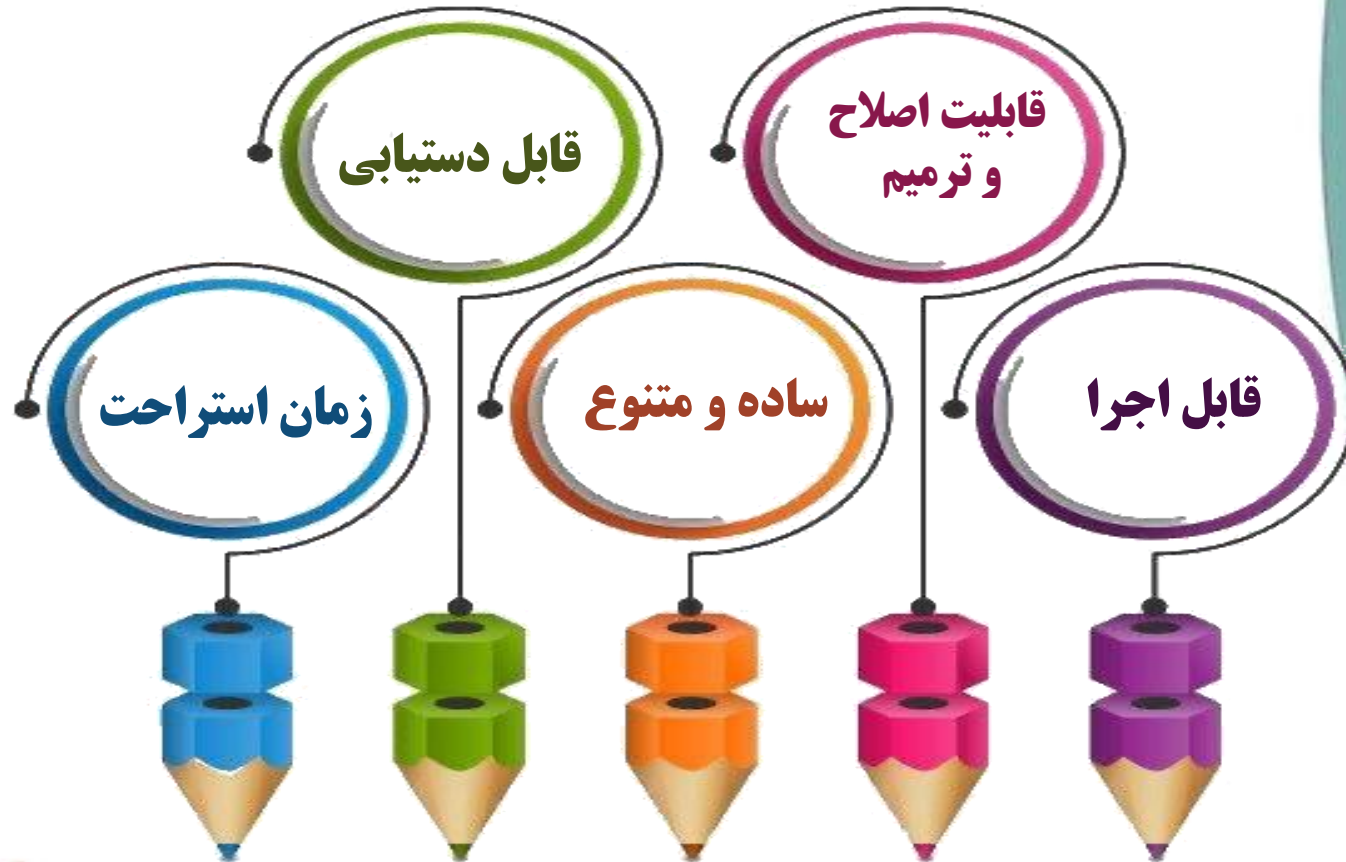 قابلیت اصلاح
و ترمیم
قابل دستیابی
قابل اجرا
ساده و متنوع
زمان استراحت